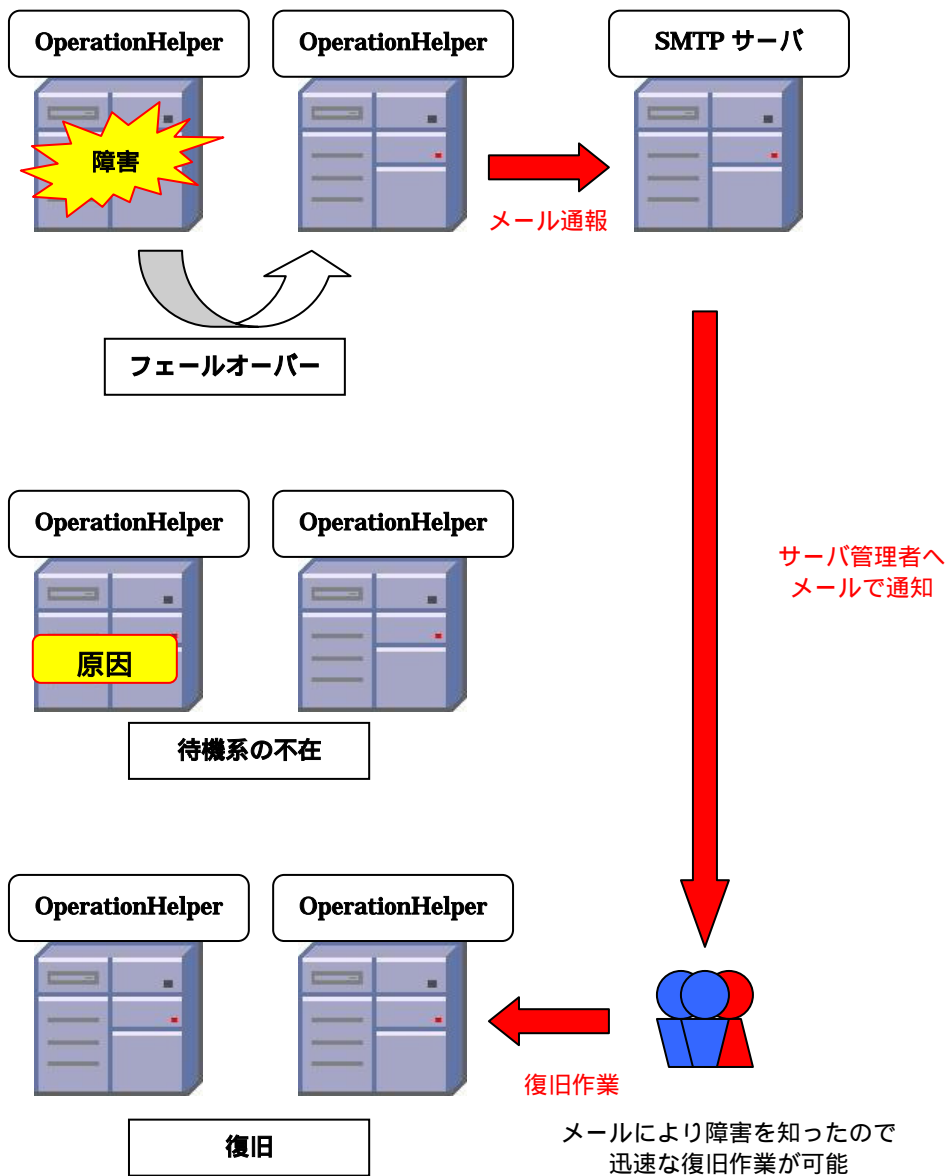 OperationHelper
OperationHelper
SMTP サーバ
障害
メール通報
フェールオーバー
OperationHelper
OperationHelper
サーバ管理者へ
メールで通知
原因
待機系の不在
OperationHelper
OperationHelper
復旧作業
復旧
メールにより障害を知ったので
迅速な復旧作業が可能